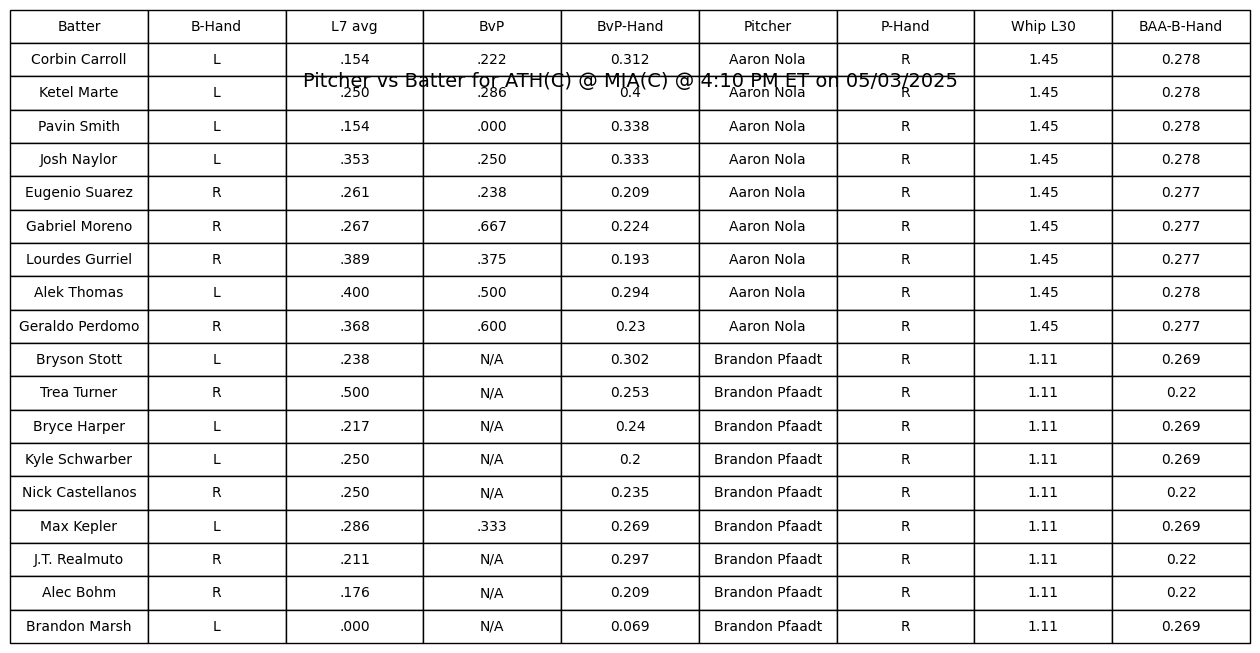 Batter B-Hand L7 avg BvP BvP-Hand Pitcher P-Hand Whip L30 BAA-B-Hand
Corbin Carroll L .154 .222 0.312 Aaron Nola R 1.45 0.278
Pitcher vs Batter for ATH(C) @ MIA(C) @ 4:10 PM ET on 05/03/2025
Ketel Marte L .250 .286 0.4 Aaron Nola R 1.45 0.278
Pavin Smith L .154 .000 0.338 Aaron Nola R 1.45 0.278
Josh Naylor L .353 .250 0.333 Aaron Nola R 1.45 0.278
Eugenio Suarez R .261 .238 0.209 Aaron Nola R 1.45 0.277
Gabriel Moreno R .267 .667 0.224 Aaron Nola R 1.45 0.277
Lourdes Gurriel R .389 .375 0.193 Aaron Nola R 1.45 0.277
Alek Thomas L .400 .500 0.294 Aaron Nola R 1.45 0.278
Geraldo Perdomo R .368 .600 0.23 Aaron Nola R 1.45 0.277
Bryson Stott L .238 N/A 0.302 Brandon Pfaadt R 1.11 0.269
Trea Turner R .500 N/A 0.253 Brandon Pfaadt R 1.11 0.22
Bryce Harper L .217 N/A 0.24 Brandon Pfaadt R 1.11 0.269
Kyle Schwarber L .250 N/A 0.2 Brandon Pfaadt R 1.11 0.269
Nick Castellanos R .250 N/A 0.235 Brandon Pfaadt R 1.11 0.22
Max Kepler L .286 .333 0.269 Brandon Pfaadt R 1.11 0.269
J.T. Realmuto R .211 N/A 0.297 Brandon Pfaadt R 1.11 0.22
Alec Bohm R .176 N/A 0.209 Brandon Pfaadt R 1.11 0.22
Brandon Marsh L .000 N/A 0.069 Brandon Pfaadt R 1.11 0.269